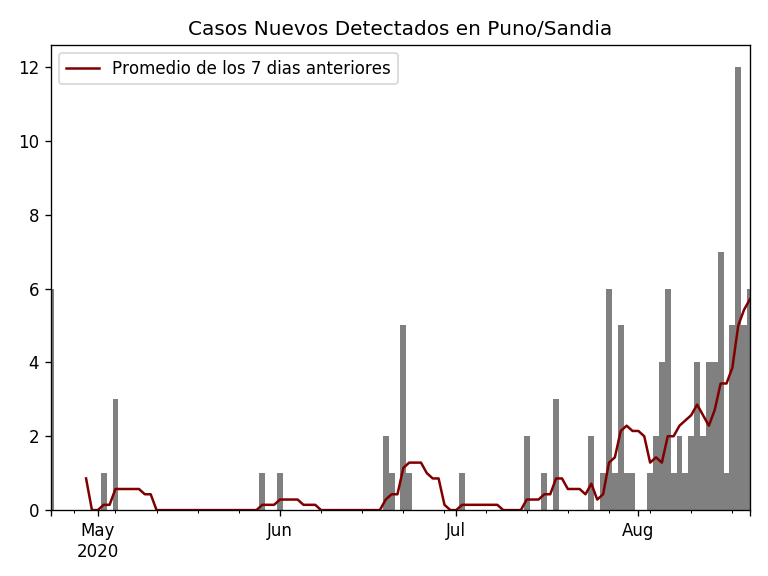 Casos Nuevos Detectados en Puno/Sandia
Promedio de los 7 dias anteriores
12
10
8
6
4
2
0
May
2020
Jun
Jul
Aug